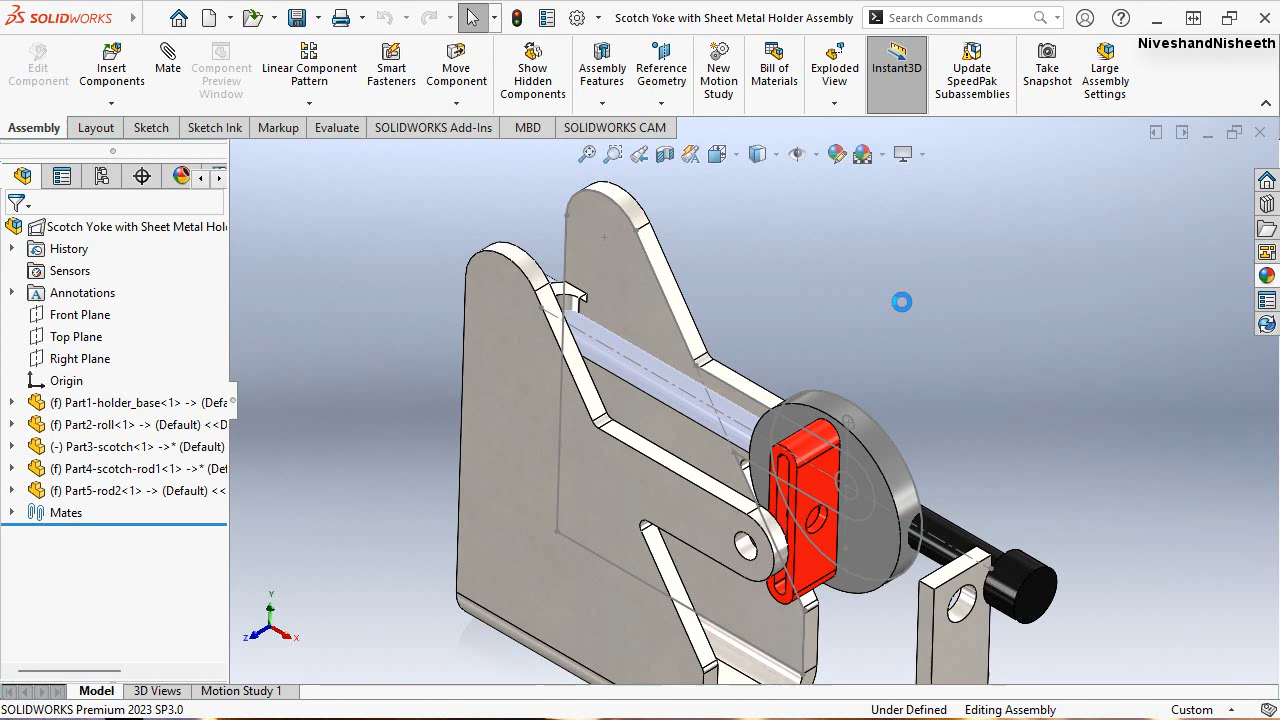 SOLIDWORKS
Scotch Yoke with Sheet Metal Holder Assembly
Search Commands
NiveshandNisheeth
Edit Component
Insert Components
Mate
Component Preview Window
Linear Component Pattern
Smart Fasteners
Move Component
Show Hidden Components
Assembly Features
Reference Geometry
New Motion Study
Bill of Materials
Exploded View
Instant3D
Update SpeedPak Subassemblies
Take Snapshot
Large Assembly Settings
Assembly
Layout
Sketch
Sketch Ink
Markup
Evaluate
SOLIDWORKS Add-Ins
MBD
SOLIDWORKS CAM
Scotch Yoke with Sheet Metal Hol
History
Sensors
Annotations
Front Plane
Top Plane
Right Plane
Origin
(f) Part1-holder_base<1> -> (Defa
(f) Part2-roll<1> -> (Default) <<D
(-) Part3-scotch<1> ->* (Default)
(f) Part4-scotch-rod1<1> ->* (De
(f) Part5-rod2<1> -> (Default) <<
Mates
Y
Z
X
Model
3D Views
Motion Study 1
SOLIDWORKS Premium 2023 SP3.0
Under Defined
Editing Assembly
Custom